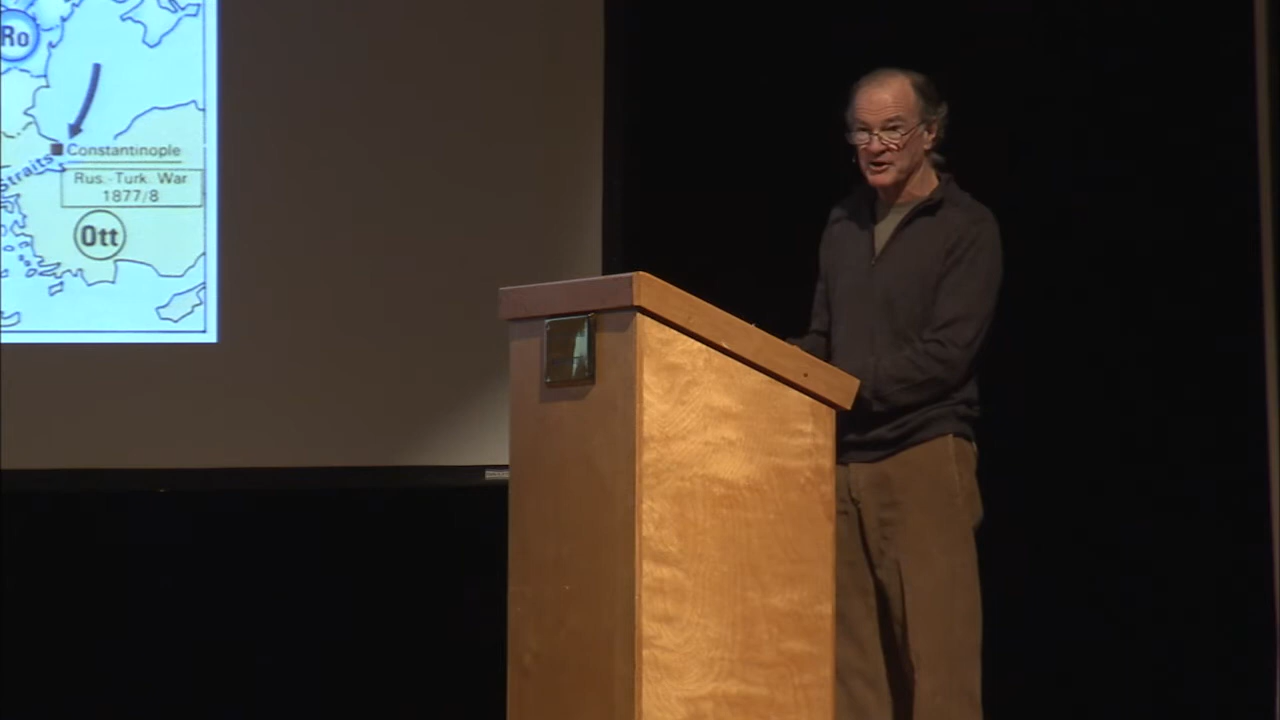 Ro
Constantinople
Straits
Rus.-Turk. War
1877/8
Ott